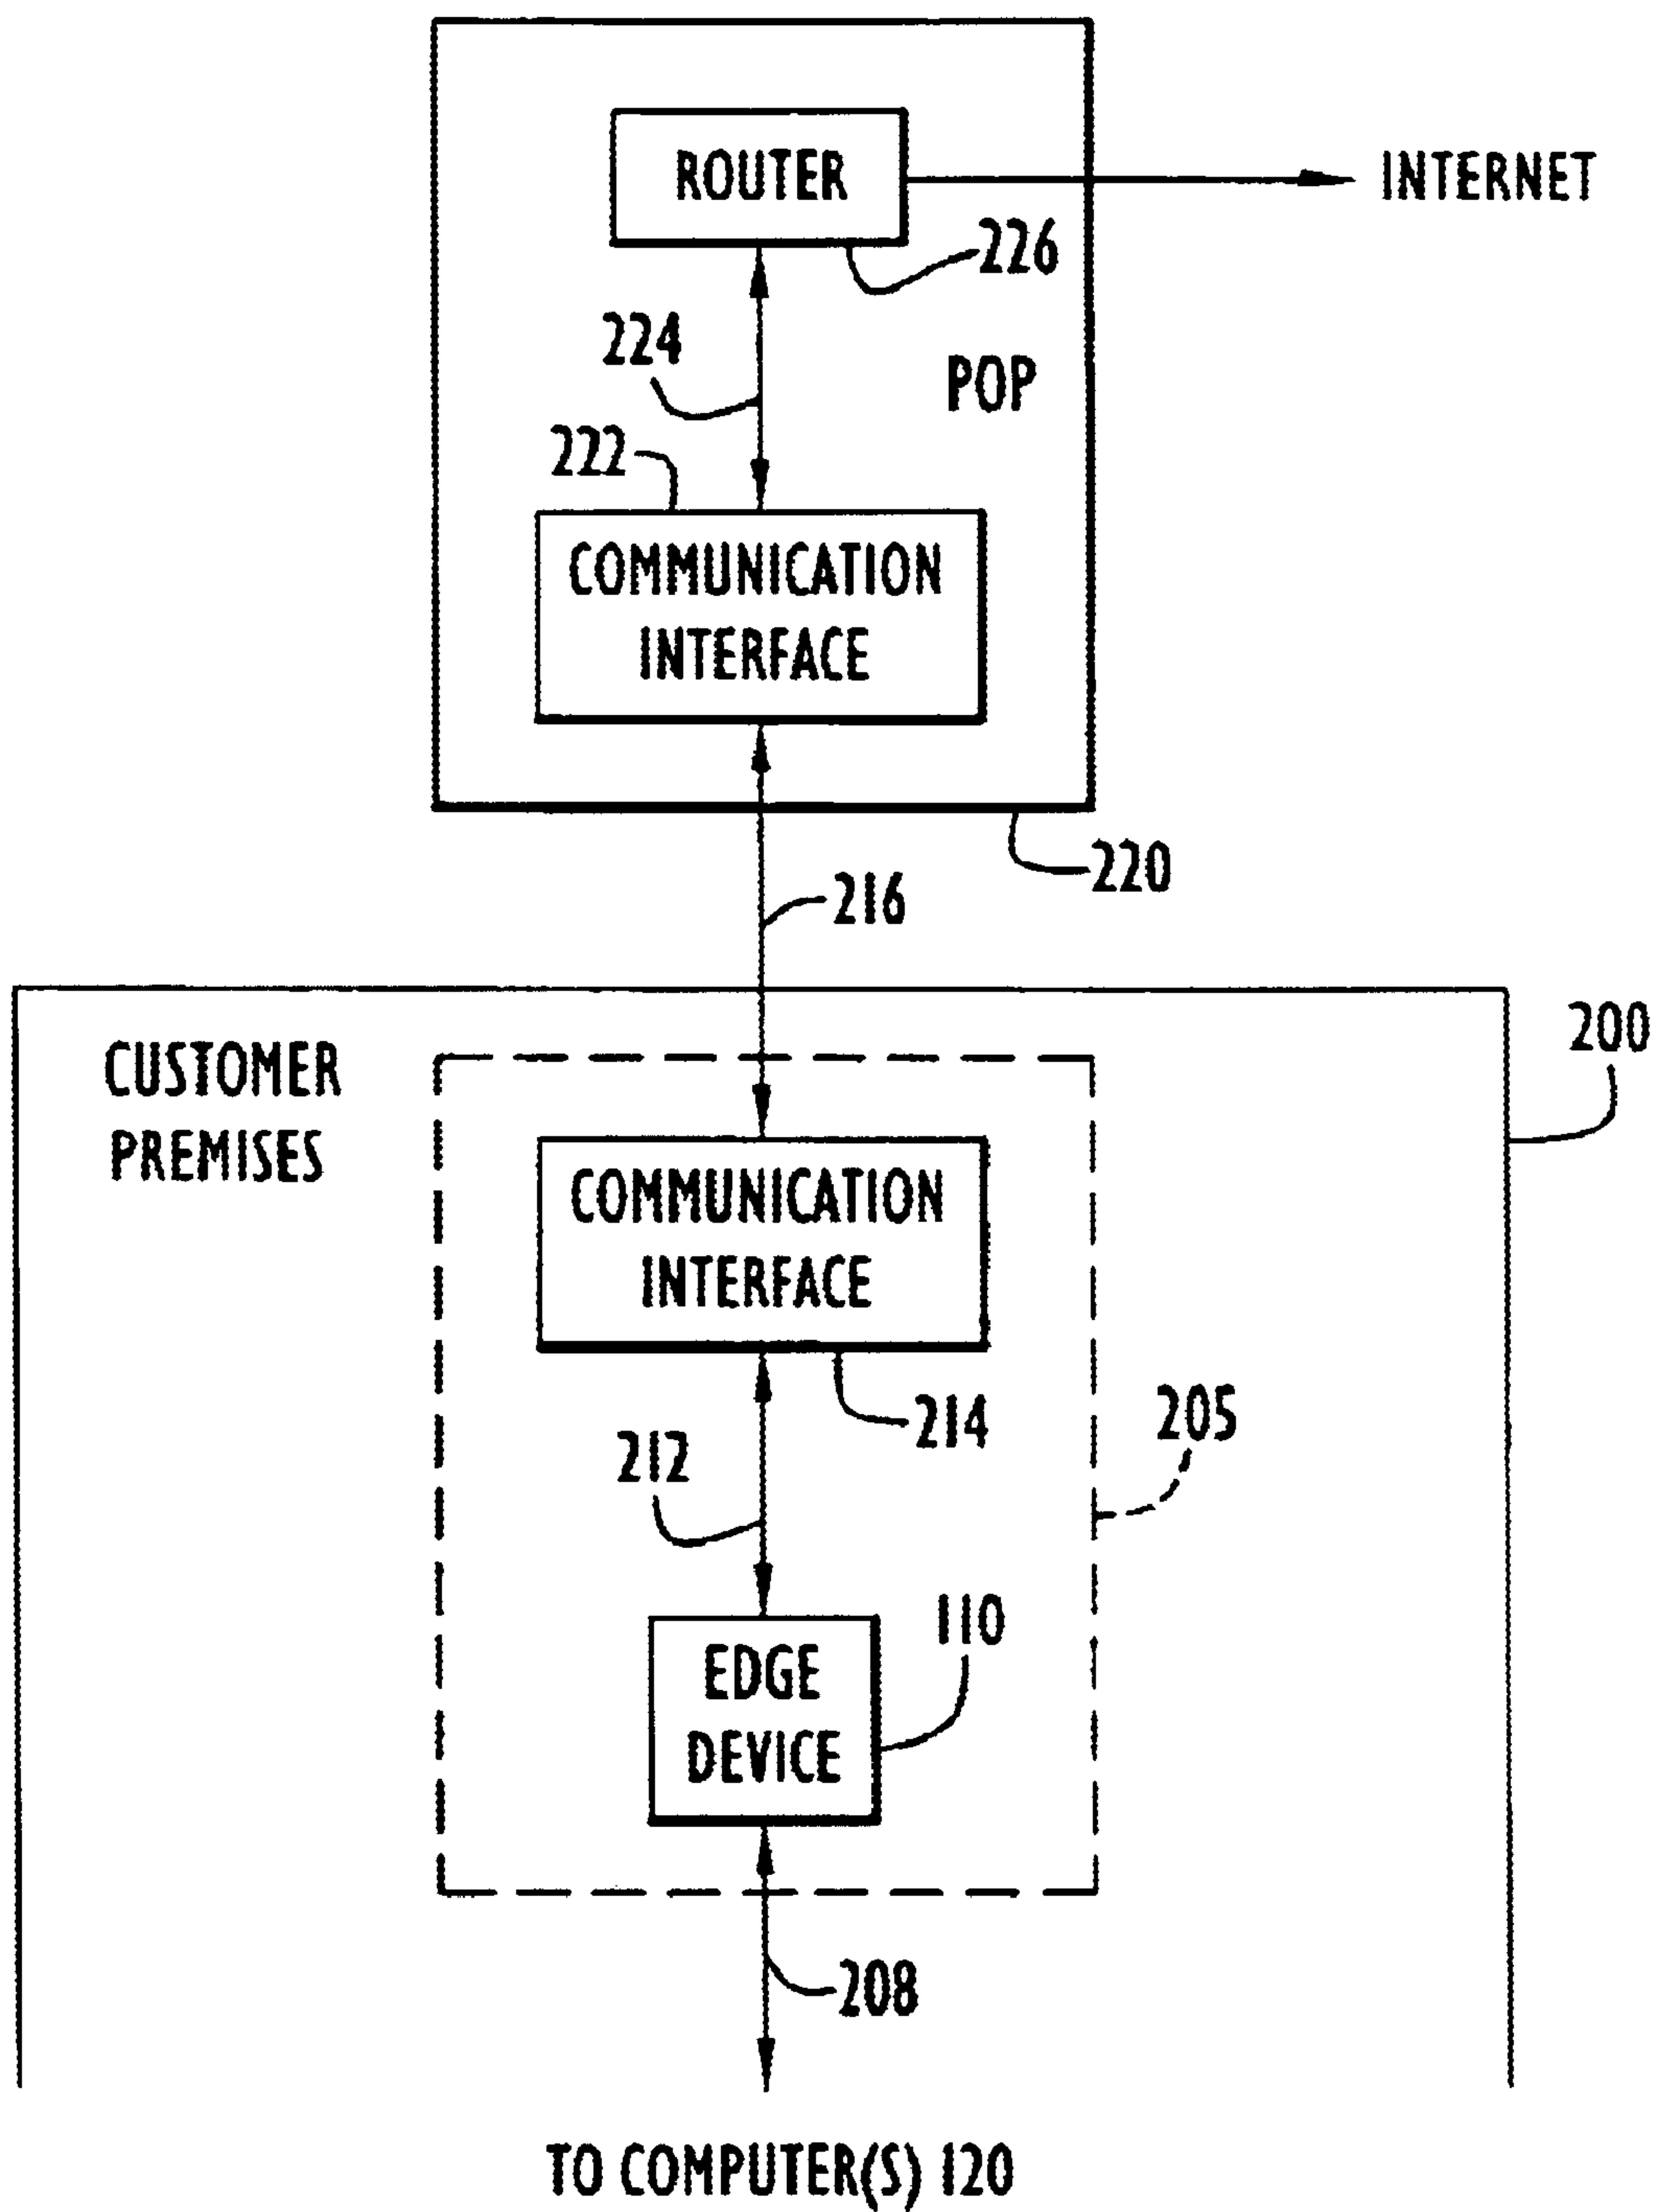 ROUTER
INTERNET
226
224
POP
222
COMMUNICATION
INTERFACE
220
216
200
CUSTOMER
PREMISES
COMMUNICATION
INTERFACE
205
214
212
110
EDGE
DEVICE
208
TO COMPUTER(S) 120